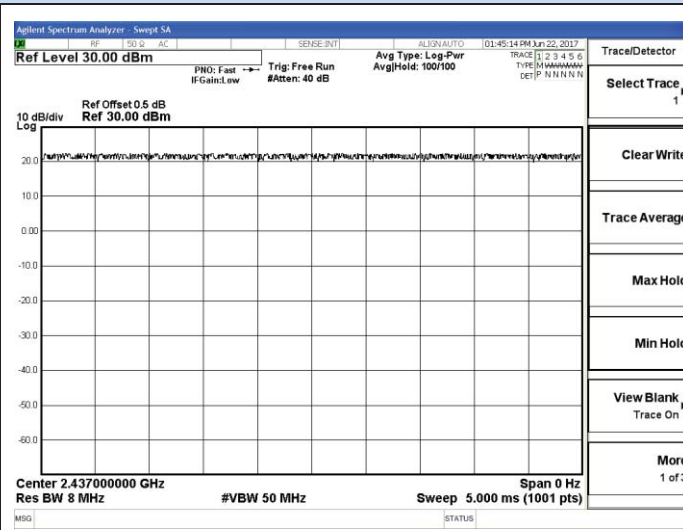 Agilent Spectrum Analyzer - Swept SA
RF 50 Ω AC SENSE:INT ALIGN AUTO 01:45:14 PM Jun 22, 2017
Ref Level 30.00 dBm
PNO: Fast
IFGain:Low
Trig: Free Run
#Atten: 40 dB
Avg Type: Log-Pwr
Avg|Hold: 100/100
TRACE 1 2 3 4 5 6
TYPE M W W W W W
DET P N N N N N
Ref Offset 0.5 dB
10 dB/div Ref 30.00 dBm
Log
20.0
10.0
0.00
-10.0
-20.0
-30.0
-40.0
-50.0
-60.0
Center 2.437000000 GHz Span 0 Hz
Res BW 8 MHz #VBW 50 MHz Sweep 5.000 ms (1001 pts)
MSG STATUS
Trace/Detector
Select Trace
1
Clear Write
Trace Average
Max Hold
Min Hold
View Blank
Trace On
More
1 of 3